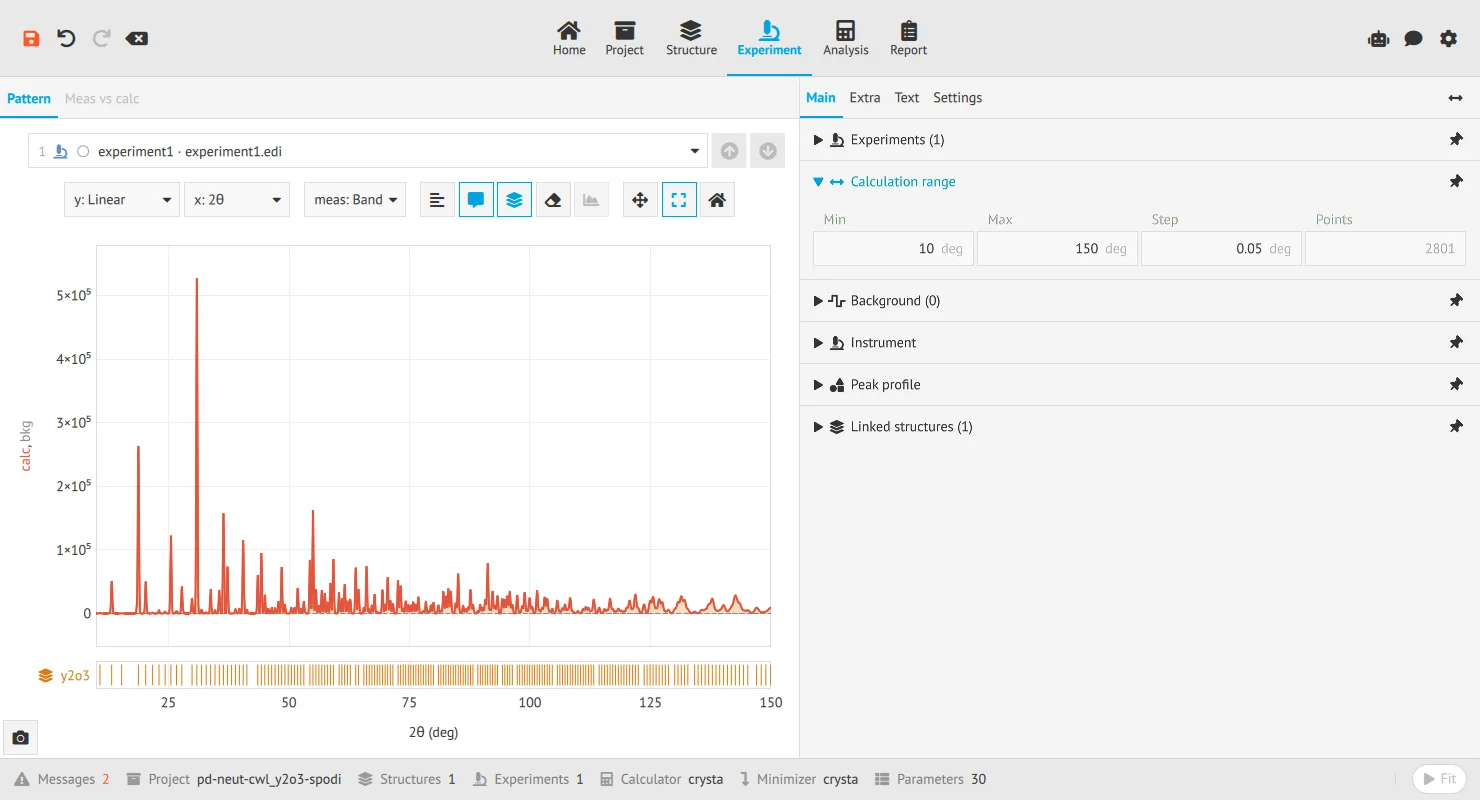 Home
Project
Structure
Experiment
Analysis
Report
Pattern
Meas vs calc
Main
Extra
Text
Settings
1 experiment1 · experiment1.edi
Experiments (1)
Calculation range
y: Linear
x: 2θ
meas: Band
Min
Max
Step
Points
10 deg
150 deg
0.05 deg
2801
Background (0)
Instrument
Peak profile
Linked structures (1)
5×10⁵
4×10⁵
3×10⁵
2×10⁵
1×10⁵
0
calc, bkg
y2o3
25
50
75
100
125
150
2θ (deg)
Messages 2
Project pd-neut-cwl_y2o3-spodi
Structures 1
Experiments 1
Calculator crysta
Minimizer crysta
Parameters 30
Fit